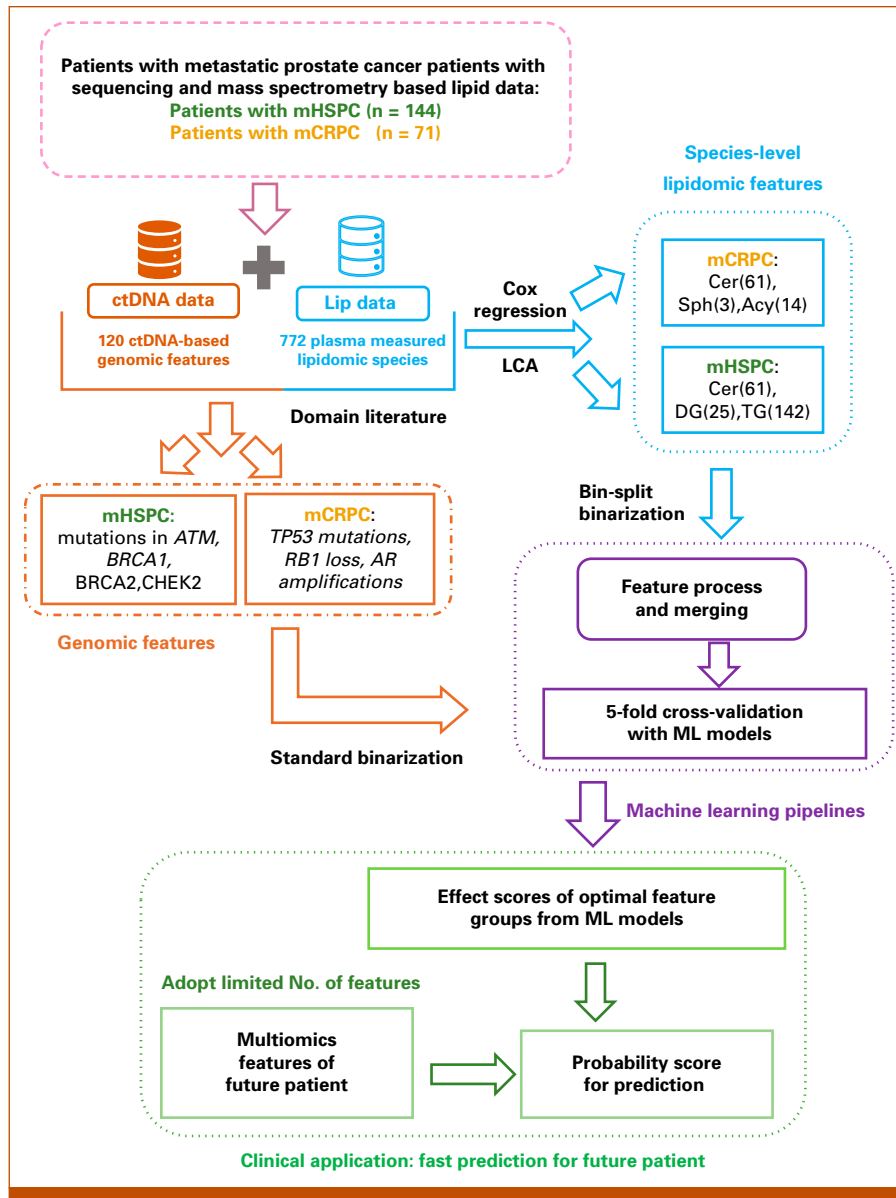 Patients with metastatic prostate cancer patients with
sequencing and mass spectrometry based lipid data:
Patients with mHSPC (n = 144)
Patients with mCRPC (n = 71)
Species-level
lipidomic features
ctDNA data
120 ctDNA-based
genomic features
Lip data
772 plasma measured
lipidomic species
Cox
regression
LCA
mCRPC:
Cer(61),
Sph(3),Acy(14)
mHSPC:
Cer(61),
DG(25),TG(142)
Domain literature
mHSPC:
mutations in ATM,
BRCA1,
BRCA2,CHEK2
mCRPC:
TP53 mutations,
RB1 loss, AR
amplifications
Genomic features
Bin-split
binarization
Standard binarization
Feature process
and merging
5-fold cross-validation
with ML models
Machine learning pipelines
Effect scores of optimal feature
groups from ML models
Adopt limited No. of features
Multiomics
features of
future patient
Probability score
for prediction
Clinical application: fast prediction for future patient